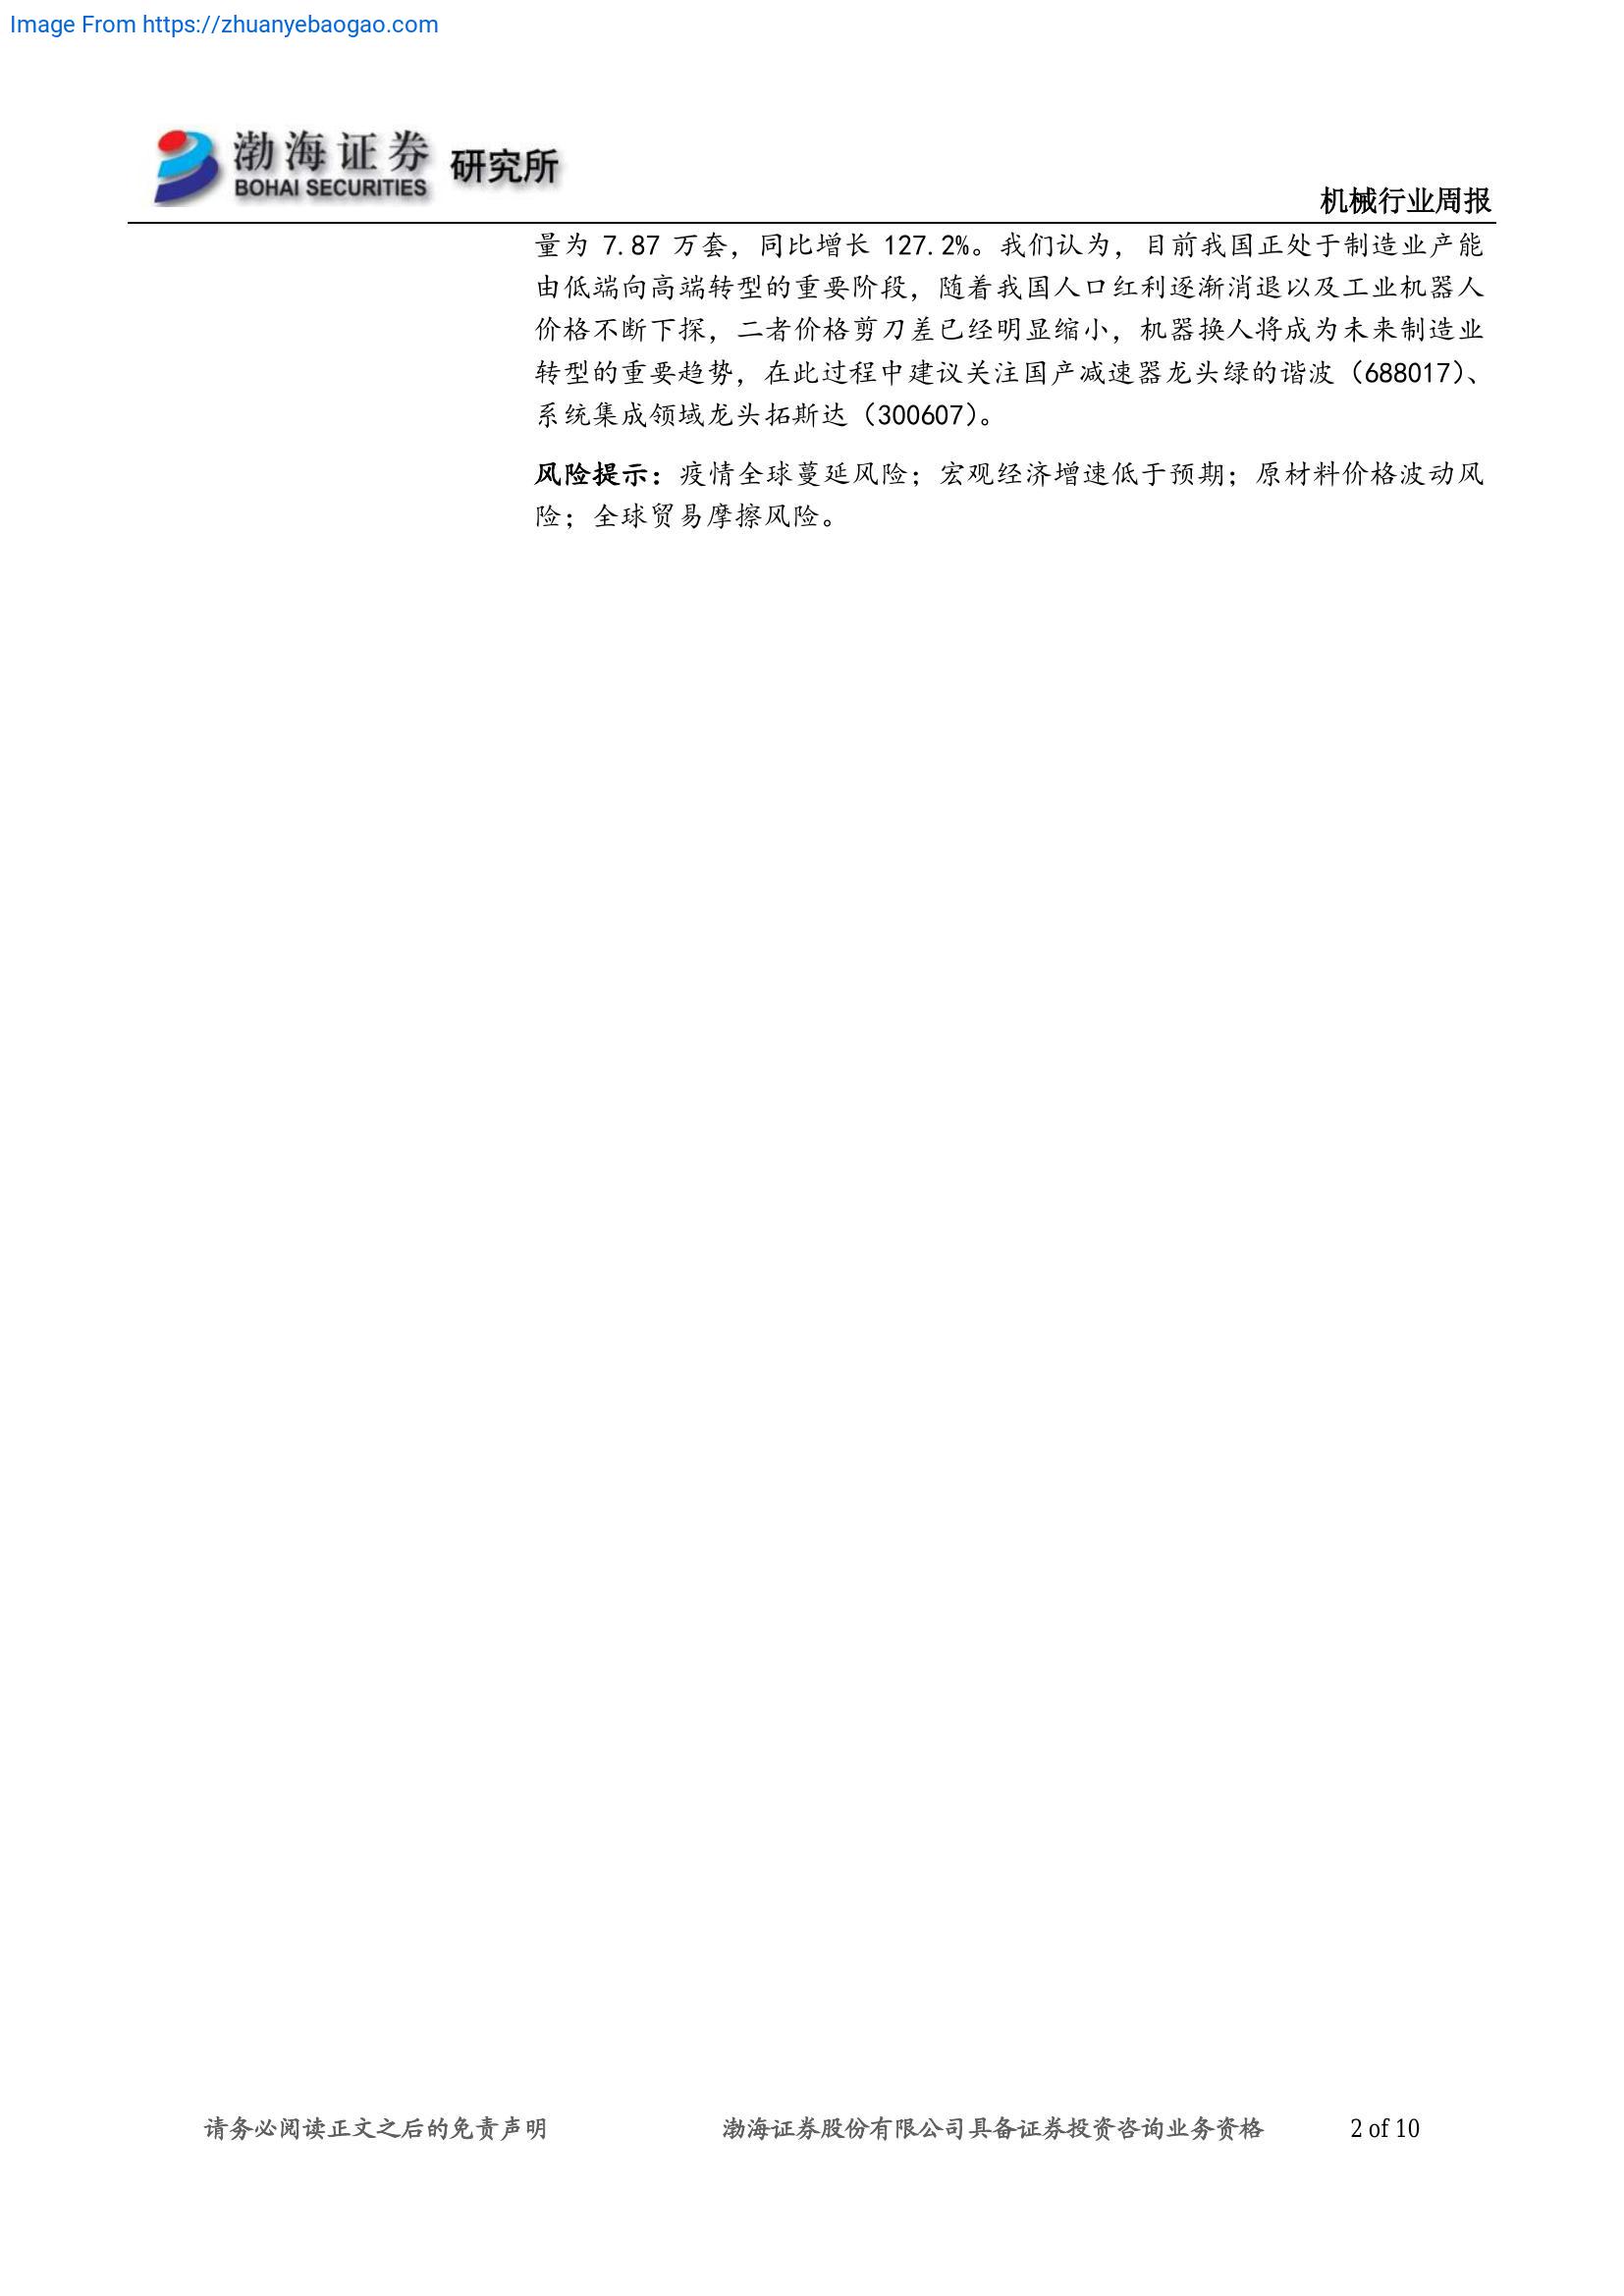 Image From https://zhuanyebaogao.com
渤海证券 研究所
BOHAI SECURITIES
机械行业周报
量为 7.87 万套，同比增长 127.2%。我们认为，目前我国正处于制造业产能
由低端向高端转型的重要阶段，随着我国人口红利逐渐消退以及工业机器人
价格不断下探，二者价格剪刀差已经明显缩小，机器换人将成为未来制造业
转型的重要趋势，在此过程中建议关注国产减速器龙头绿的谐波（688017）、
系统集成领域龙头拓斯达（300607）。
风险提示：疫情全球蔓延风险；宏观经济增速低于预期；原材料价格波动风
险；全球贸易摩擦风险。
请务必阅读正文之后的免责声明 渤海证券股份有限公司具备证券投资咨询业务资格 2 of 10